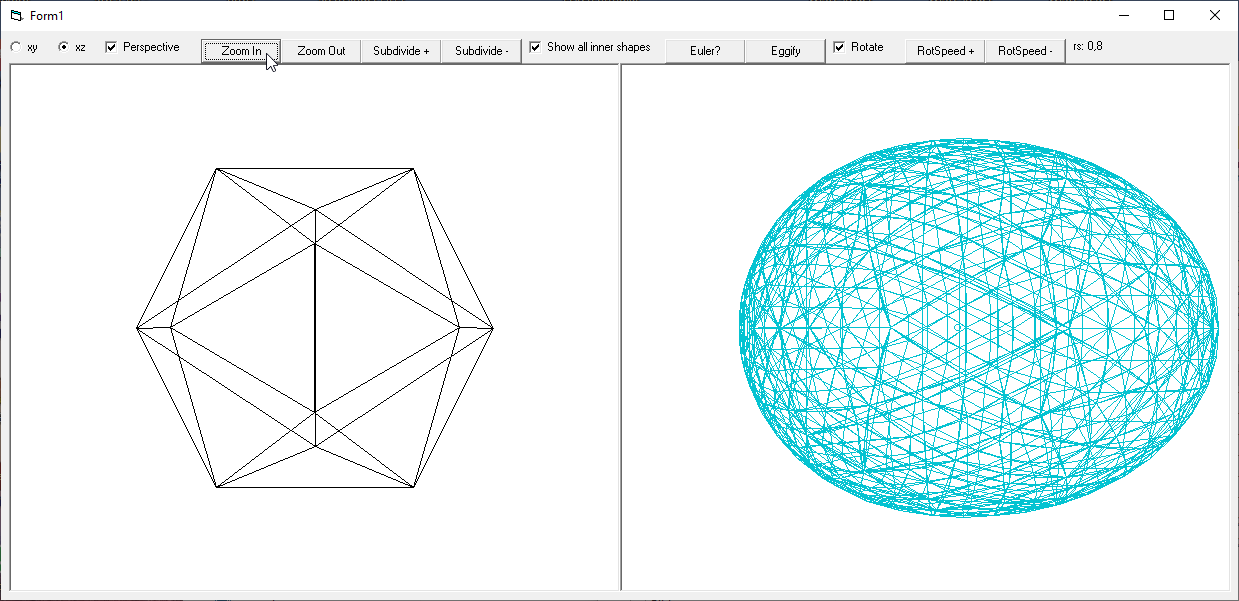 Form1
xy xz Perspective Zoom In Zoom Out Subdivide + Subdivide - Show all inner shapes Euler? Eggify Rotate RotSpeed + RotSpeed - rs: 0,8